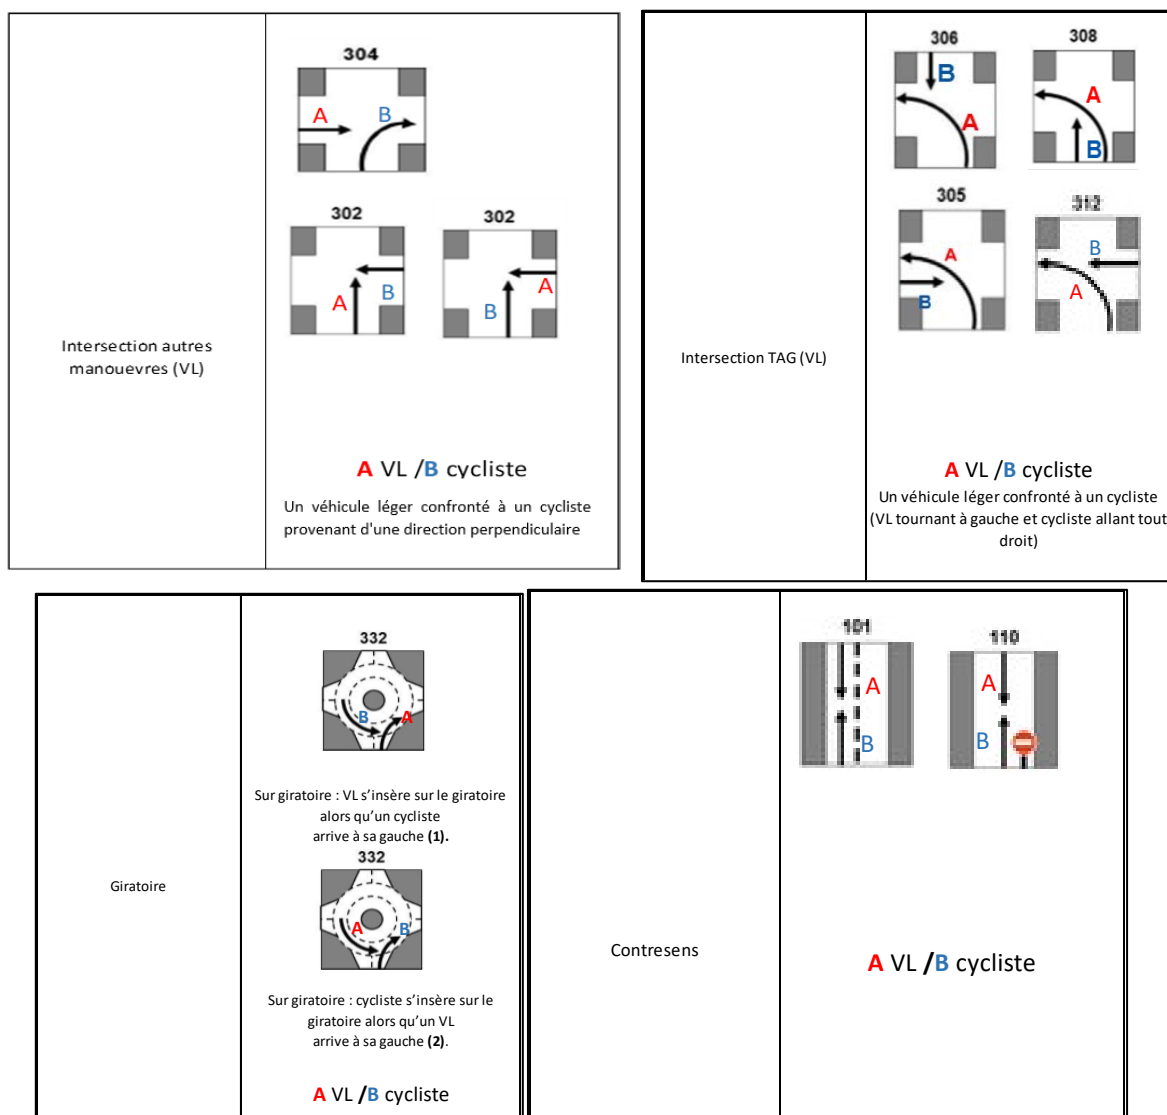 304
A
B
302
302
A
B
A
B
Intersection autres
manouevres (VL)
A VL /B cycliste
Un véhicule léger confronté à un cycliste
provenant d'une direction perpendiculaire
306
308
B
A
A
B
305
312
A
B
B
A
Intersection TAG (VL)
A VL /B cycliste
Un véhicule léger confronté à un cycliste
(VL tournant à gauche et cycliste allant tout
droit)
332
B
A
Sur giratoire : VL s'insère sur le giratoire
alors qu'un cycliste
arrive à sa gauche (1).
332
A
B
Giratoire
Sur giratoire : cycliste s'insère sur le
giratoire alors qu'un VL
arrive à sa gauche (2).
A VL /B cycliste
101
110
A
A
B
B
Contresens
A VL /B cycliste